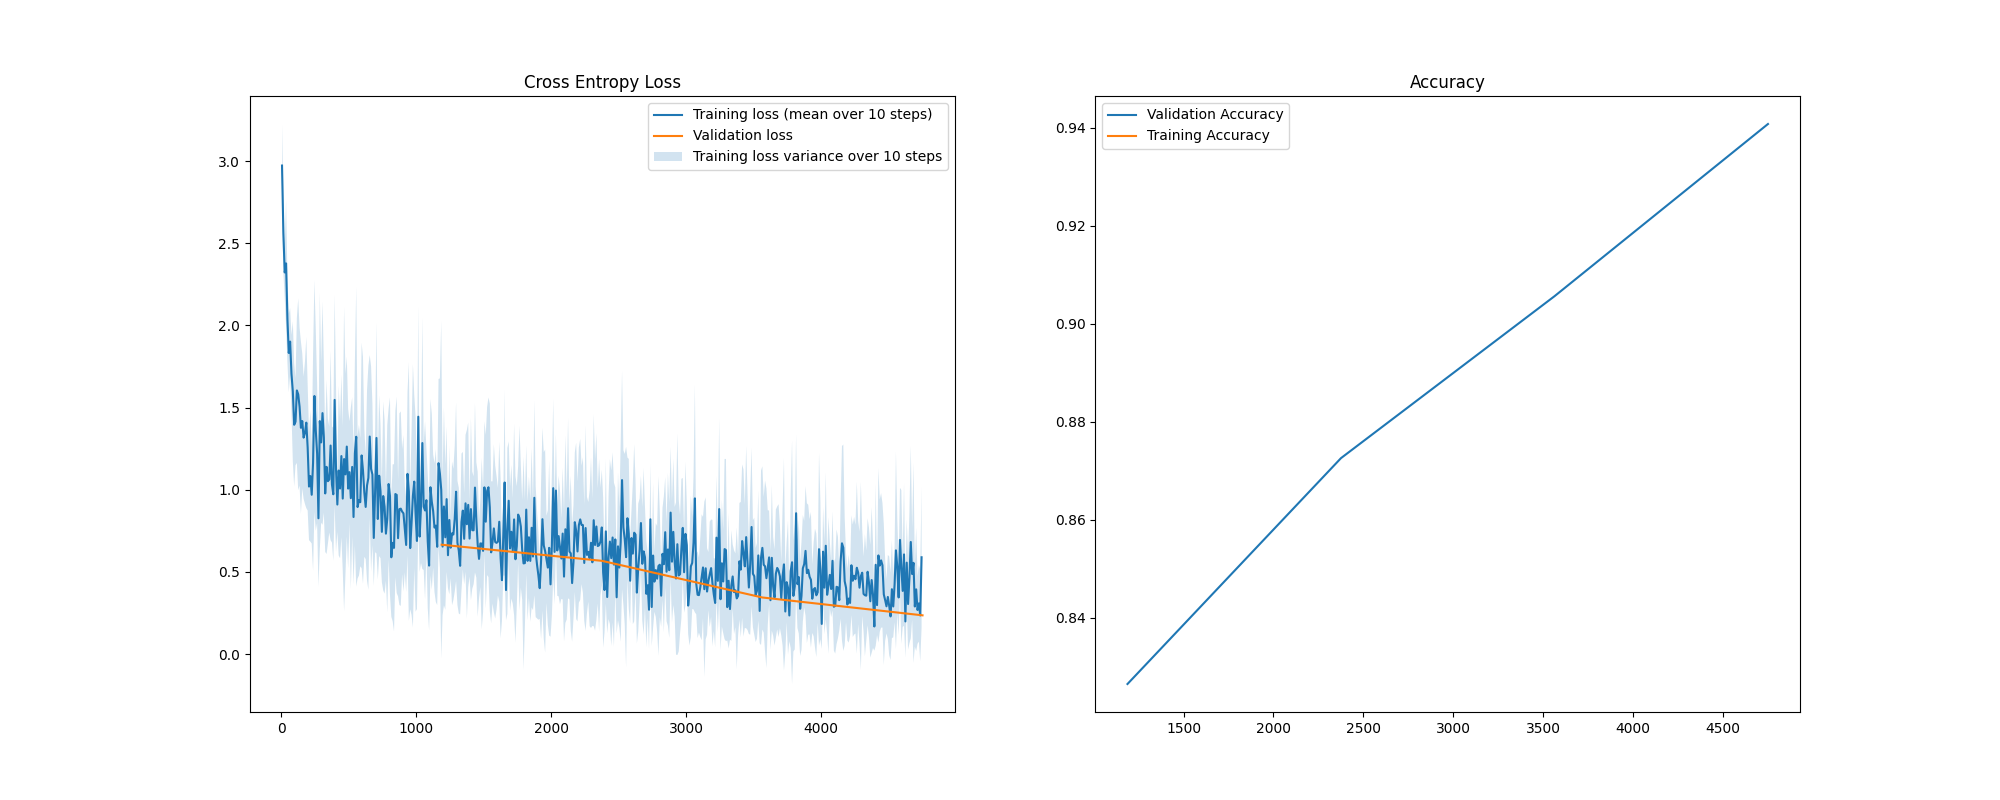 Cross Entropy Loss
Training loss (mean over 10 steps)
Validation loss
Training loss variance over 10 steps
3.0
2.5
2.0
1.5
1.0
0.5
0.0
0 1000 2000 3000 4000
Accuracy
Validation Accuracy
Training Accuracy
0.94
0.92
0.90
0.88
0.86
0.84
1500 2000 2500 3000 3500 4000 4500